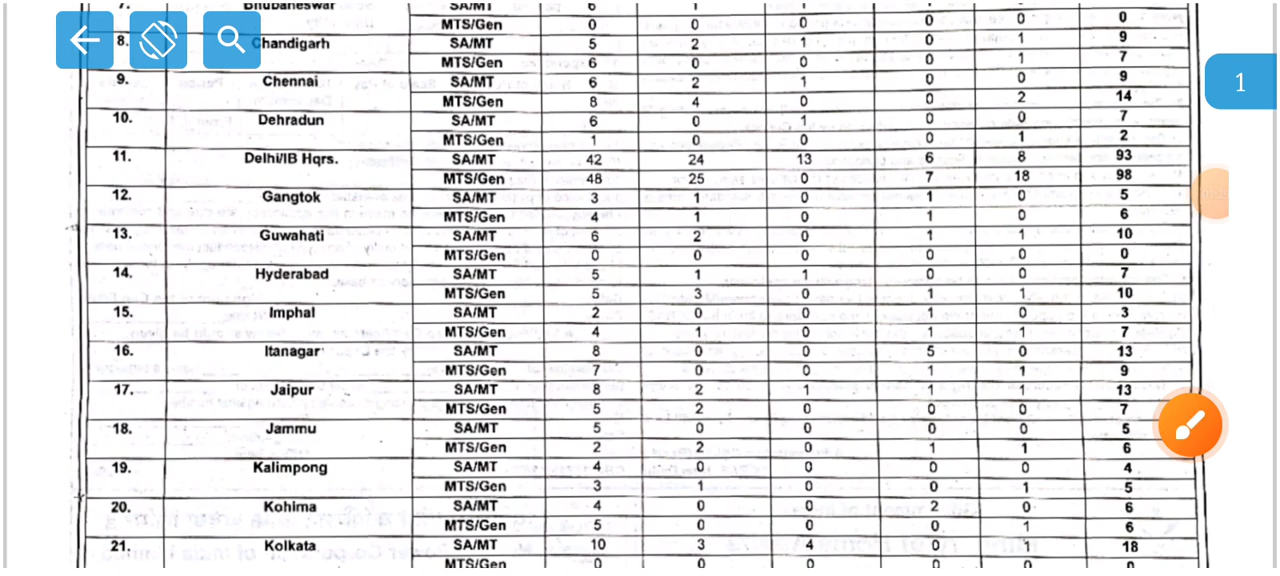 7. Bhubaneswar SA/MT 6 1 1 1 0 9
MTS/Gen 0 0 0 0 0 0
8. Chandigarh SA/MT 5 2 1 0 1 9
MTS/Gen 6 0 0 0 1 7
9. Chennai SA/MT 6 2 1 0 0 9
MTS/Gen 8 4 0 0 2 14
10. Dehradun SA/MT 6 0 1 0 0 7
MTS/Gen 1 0 0 0 1 2
11. Delhi/IB Hqrs. SA/MT 42 24 13 6 8 93
MTS/Gen 48 25 0 7 18 98
12. Gangtok SA/MT 3 1 0 1 0 5
MTS/Gen 4 1 0 1 0 6
13. Guwahati SA/MT 6 2 0 1 1 10
MTS/Gen 0 0 0 0 0 0
14. Hyderabad SA/MT 5 1 1 0 0 7
MTS/Gen 5 3 0 1 1 10
15. Imphal SA/MT 2 0 0 1 0 3
MTS/Gen 4 1 0 1 1 7
16. Itanagar SA/MT 8 0 0 5 0 13
MTS/Gen 7 0 0 1 1 9
17. Jaipur SA/MT 8 2 1 1 1 13
MTS/Gen 5 2 0 0 0 7
18. Jammu SA/MT 5 0 0 0 0 5
MTS/Gen 2 2 0 1 1 6
19. Kalimpong SA/MT 4 0 0 0 0 4
MTS/Gen 3 1 0 0 1 5
20. Kohima SA/MT 4 0 0 2 0 6
MTS/Gen 5 0 0 0 1 6
21. Kolkata SA/MT 10 3 4 0 1 18
MTS/Gen 0 0 0 0 0 0
1